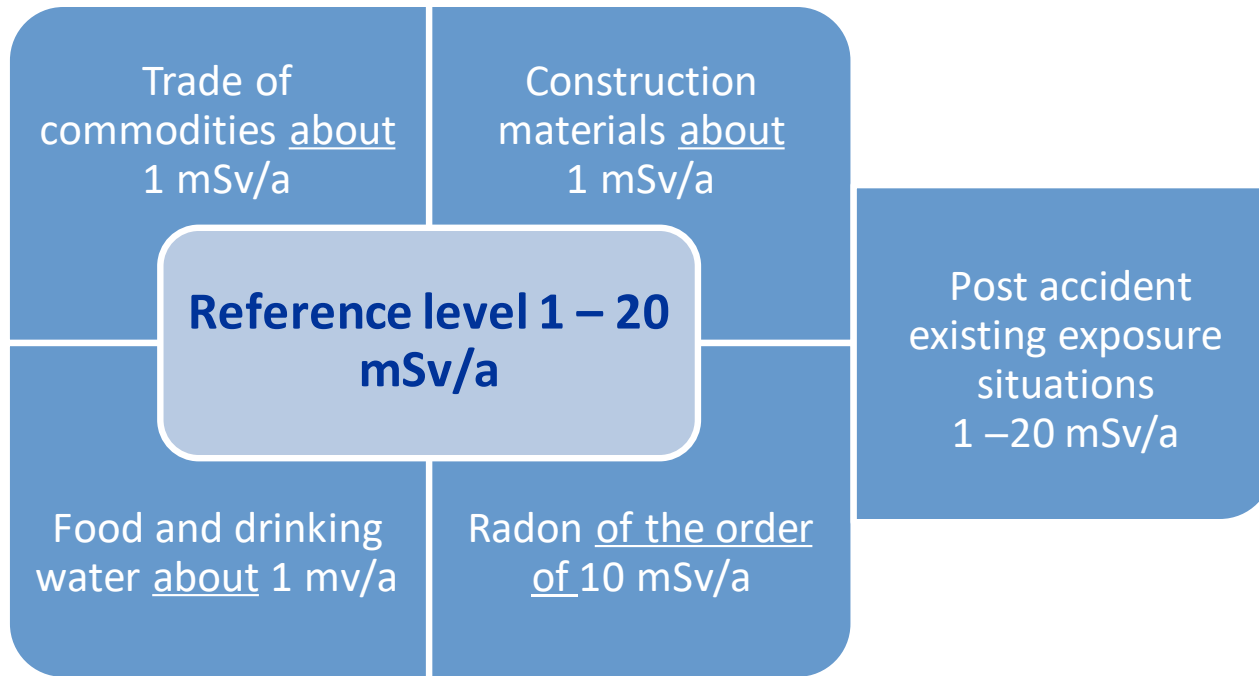 Trade of
commodities about
1 mSv/a
Construction
materials about
1 mSv/a
Reference level 1 – 20
mSv/a
Post accident
existing exposure
situations
1 –20 mSv/a
Food and drinking
water about 1 mv/a
Radon of the order
of 10 mSv/a